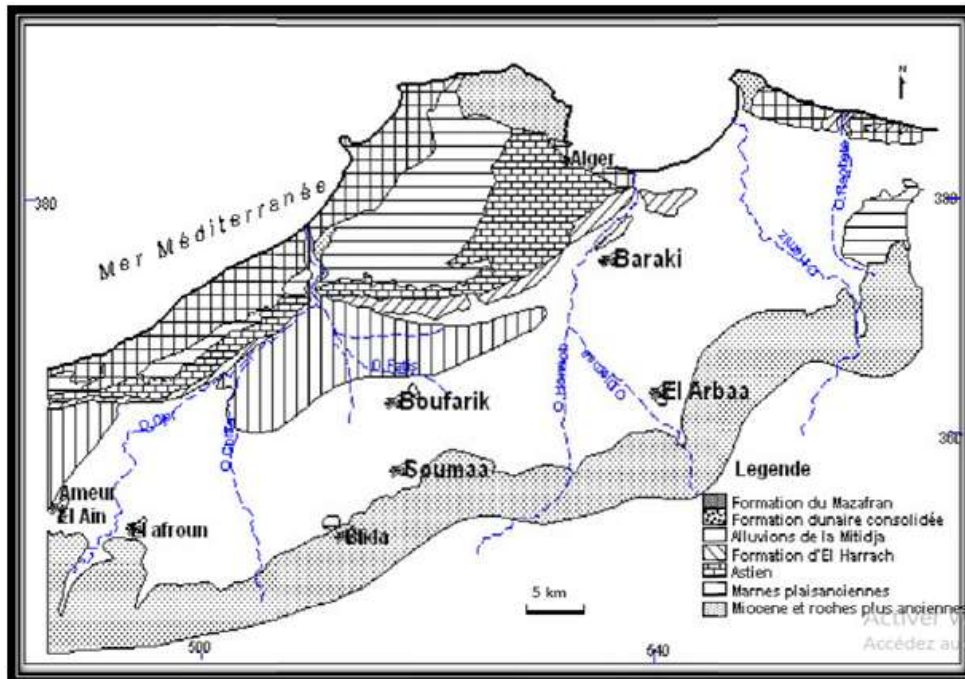 N
Alger
380
380
Mer Méditerranée
Baraki
El Arbaa
Boufarik
360
Soumaa
Legende
Ameur
El Ain
Blida
Formation du Mazafran
Formation dunaire consolidée
Alluvions de la Mitidja
Formation d'El Harrach
Astien
Marnes plaisanciennes
Miocene et roches plus anciennes
5 km
500
540
Activer
Accédez au